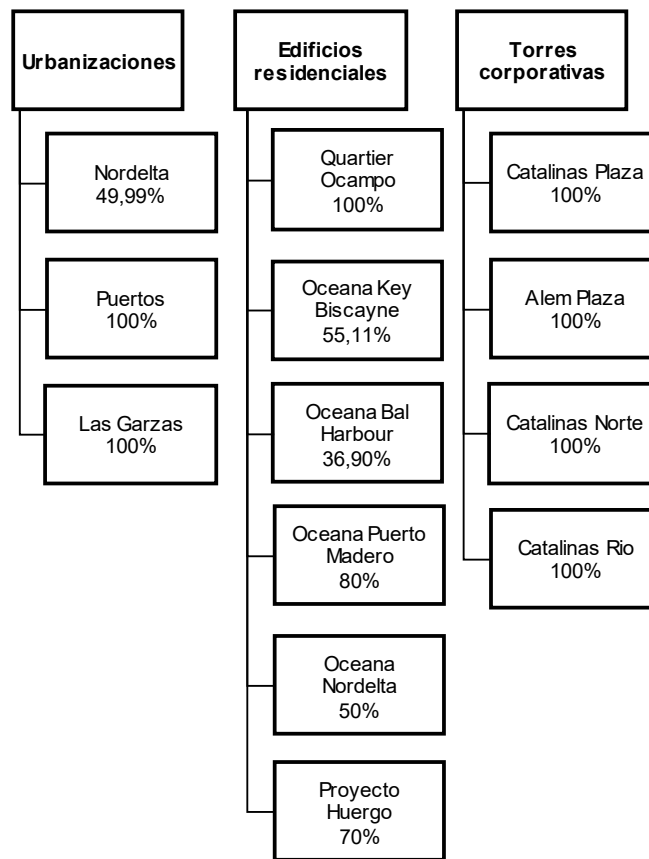 Urbanizaciones
Nordelta
49,99%
Puertos
100%
Las Garzas
100%
Edificios
residenciales
Quartier
Ocampo
100%
Oceana Key
Biscayne
55,11%
Oceana Bal
Harbour
36,90%
Oceana Puerto
Madero
80%
Oceana
Nordelta
50%
Proyecto
Huergo
70%
Torres
corporativas
Catalinas Plaza
100%
Alem Plaza
100%
Catalinas Norte
100%
Catalinas Rio
100%